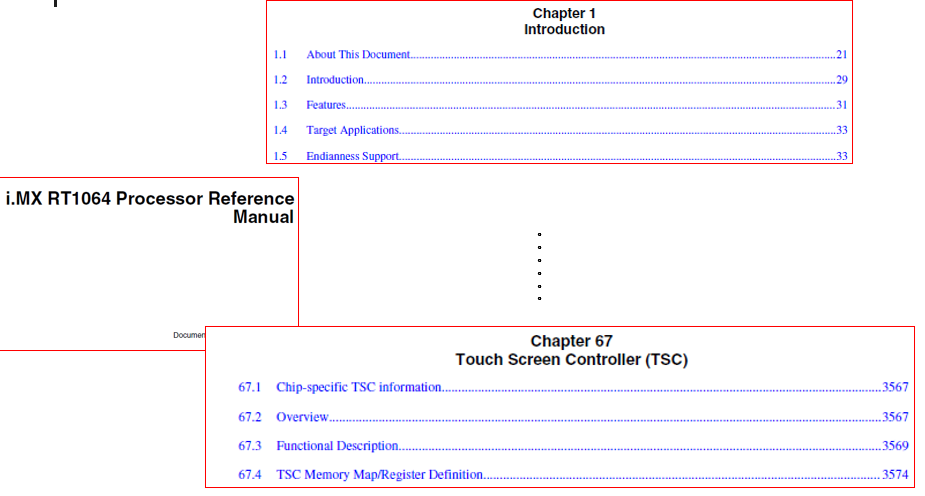 Chapter 1
Introduction
1.1 About This Document....................21
1.2 Introduction....................29
1.3 Features....................31
1.4 Target Applications....................33
1.5 Endianness Support....................33
i.MX RT1064 Processor Reference
Manual
Documen
Chapter 67
Touch Screen Controller (TSC)
67.1 Chip-specific TSC information....................3567
67.2 Overview....................3567
67.3 Functional Description....................3569
67.4 TSC Memory Map/Register Definition....................3574